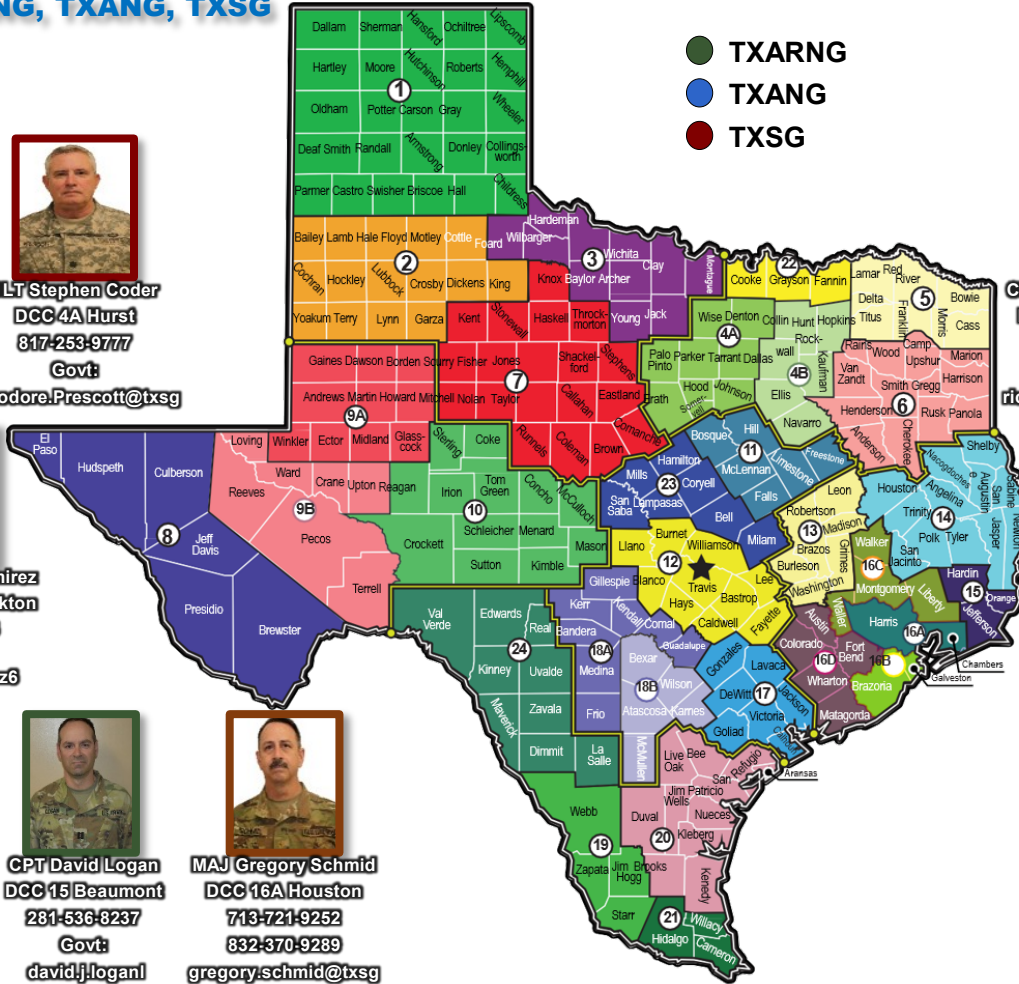 NG, TXANG, TXSG
TXARNG
TXANG
TXSG
LT Stephen Coder
DCC 4A Hurst
817-253-9777
Govt:
odore.Prescott@txsg
irez
kton
z6
CPT David Logan
DCC 15 Beaumont
281-536-8237
Govt:
david.j.loganl
MAJ Gregory Schmid
DCC 16A Houston
713-721-9252
832-370-9289
gregory.schmid@txsg
C
ric
Dallam Sherman Hansford Ochiltree Lipscomb
Hartley Moore Hutchinson Roberts Hemphill
1
Oldham Potter Carson Gray Wheeler
Deaf Smith Randall Armstrong Donley Collings-worth
Parmer Castro Swisher Briscoe Hall Childress
Bailey Lamb Hale Floyd Motley Cottle Foard
2
Cochran Hockley Lubbock Crosby Dickens King
Yoakum Terry Lynn Garza
Hardeman Wilbarger Wichita Clay Montague
3
Baylor Archer Young Jack
Knox Kent Stonewall Haskell Throck-morton
Gaines Dawson Borden Scurry Fisher Jones Shackel-ford Stephens
7
Andrews Martin Howard Mitchell Nolan Taylor Callahan Eastland
9A
Loving Winkler Ector Midland Glass-cock
Runnels Coleman Brown Comanche
Cooke Grayson Fannin
22
Lamar Red River Bowie
5
Delta Titus Franklin Morris Cass
Wise Denton Collin Hunt Hopkins
4A
Palo Pinto Parker Tarrant Dallas Rock-wall Kaufman
4B
Hood Johnson Ellis
Erath Somer-vell Navarro
Rains Wood Camp Upshur Marion
Van Zandt Smith Gregg Harrison
6
Henderson Rusk Panola
Anderson Cherokee
El Paso Hudspeth Culberson
8
Jeff Davis
Presidio Brewster
Ward Crane Upton Reagan
Reeves
9B
Pecos Terrell
Sterling Coke
Irion Tom Green Concho McCulloch
10
Crockett Schleicher Menard Mason
Sutton Kimble
Bosque Hill
11
McLennan Limestone Freestone
Falls
Hamilton Mills Coryell
23
San Saba Lampasas Bell Milam
Burnet Llano Williamson
12
Blanco Travis Lee
Hays Bastrop
Caldwell Fayette
Leon Robertson Madison
13
Brazos Grimes
Burleson Washington
Shelby Nacogdoches San Augustin e Sabine
Houston Angelina
14
Trinity Polk Tyler Jasper Newton
San Jacinto
Walker
16C
Montgomery Liberty Waller
Hardin
15
Orange Jefferson
Harris
16A
Chambers
Galveston
Austin Colorado Fort Bend
16D
Wharton Matagorda
16B
Brazoria
Val Verde Edwards Real
24
Kinney Uvalde
Maverick Zavala
Dimmit La Salle
Gillespie Kerr Kendall Comal
Bandera
18A
Medina Guadalupe
Frio
Bexar
18B
Wilson
Atascosa Karnes
McMullen
Gonzales Lavaca
DeWitt
17
Jackson
Victoria
Goliad Calhoun
Aransas
Live Oak Bee
San Patricio Refugio
Jim Wells
Duval Nueces
20
Kleberg
Brooks Kenedy
Webb
19
Zapata Jim Hogg
Starr
21
Willacy
Hidalgo Cameron